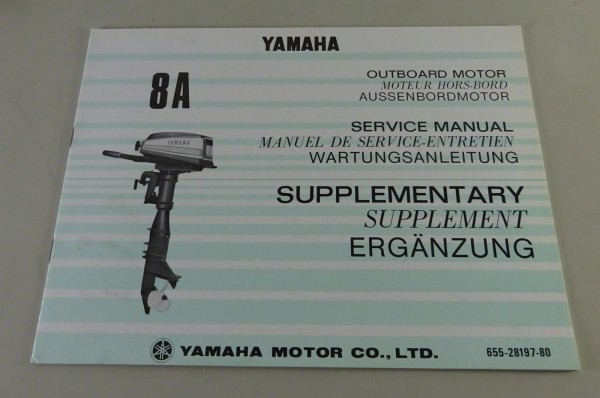 YAMAHA
8A
OUTBOARD MOTOR
MOTEUR HORS-BORD
AUSSENBORDMOTOR
SERVICE MANUAL
MANUEL DE SERVICE-ENTRETIEN
WARTUNGSANLEITUNG
YAMAHA
SUPPLEMENTARY
SUPPLEMENT
ERGÄNZUNG
YAMAHA MOTOR CO., LTD.
655-28197-80